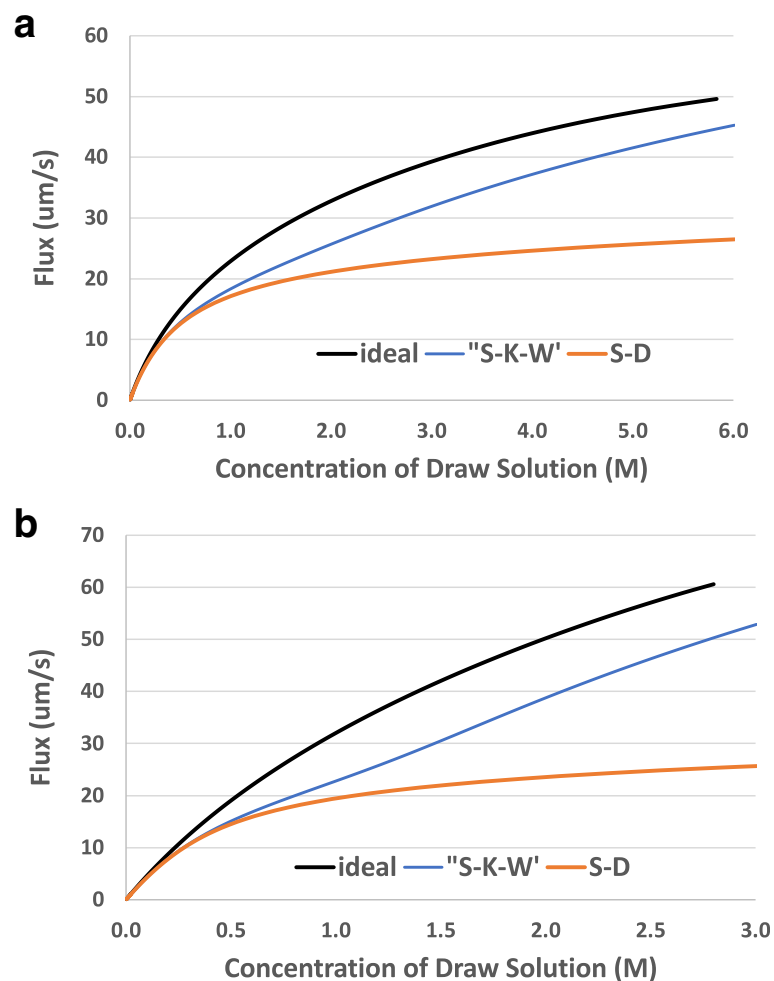 a
60
50
40
30
20
10
0
Flux (um/s)
ideal "S-K-W' S-D
0.0 1.0 2.0 3.0 4.0 5.0 6.0
Concentration of Draw Solution (M)
b
70
60
50
40
30
20
10
0
Flux (um/s)
ideal "S-K-W' S-D
0.0 0.5 1.0 1.5 2.0 2.5 3.0
Concentration of Draw Solution (M)